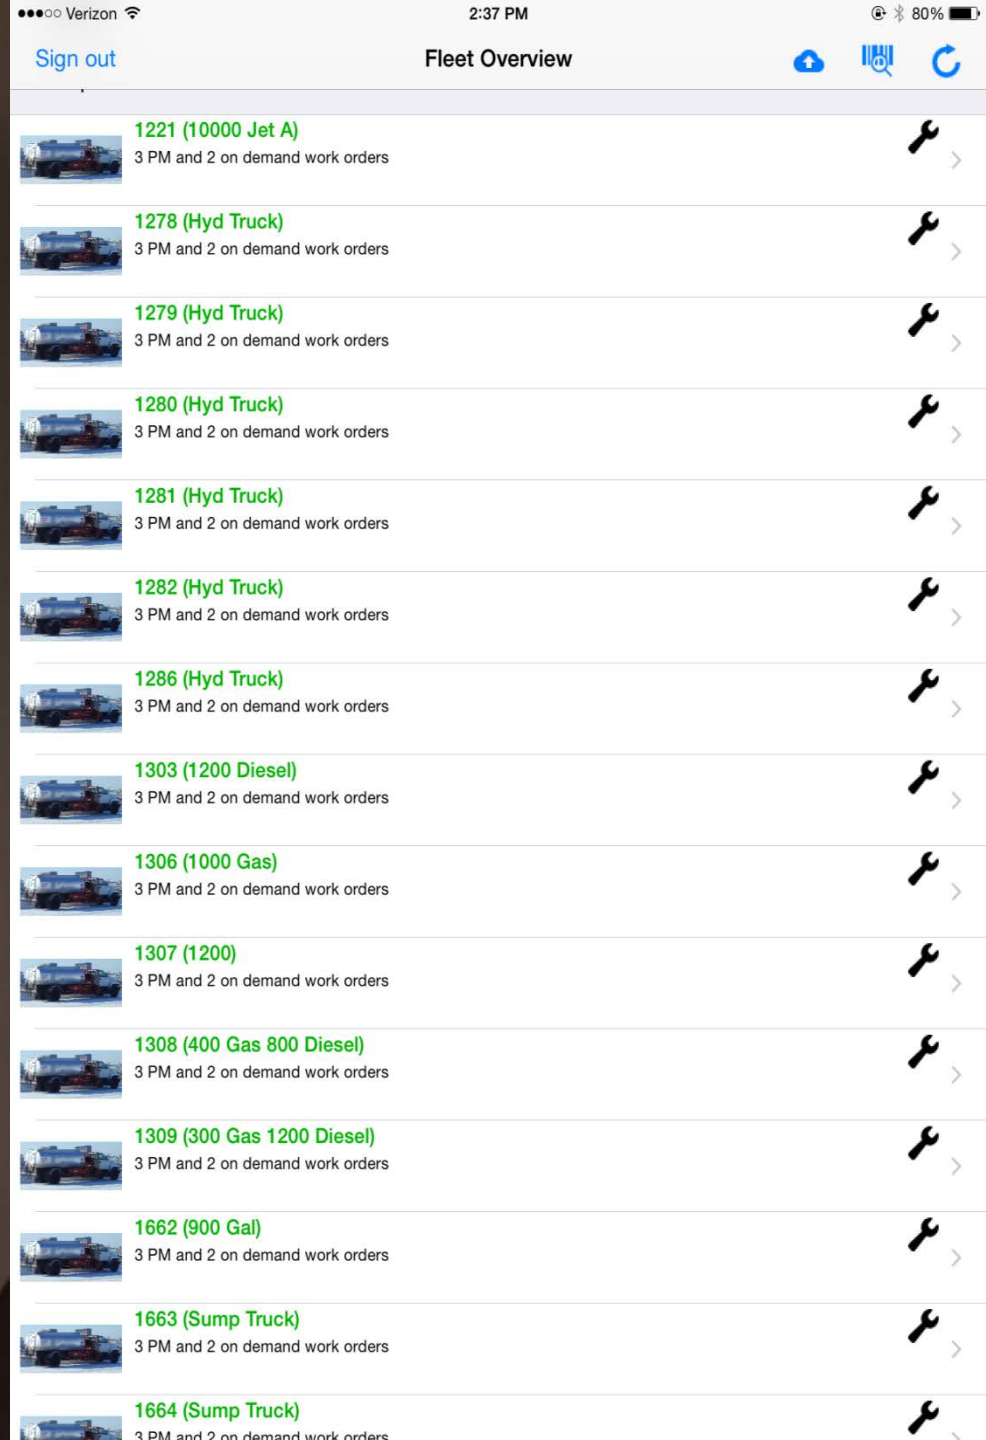 Verizon 2:37 PM 80%
Sign out Fleet Overview
1221 (10000 Jet A)
3 PM and 2 on demand work orders
1278 (Hyd Truck)
3 PM and 2 on demand work orders
1279 (Hyd Truck)
3 PM and 2 on demand work orders
1280 (Hyd Truck)
3 PM and 2 on demand work orders
1281 (Hyd Truck)
3 PM and 2 on demand work orders
1282 (Hyd Truck)
3 PM and 2 on demand work orders
1286 (Hyd Truck)
3 PM and 2 on demand work orders
1303 (1200 Diesel)
3 PM and 2 on demand work orders
1306 (1000 Gas)
3 PM and 2 on demand work orders
1307 (1200)
3 PM and 2 on demand work orders
1308 (400 Gas 800 Diesel)
3 PM and 2 on demand work orders
1309 (300 Gas 1200 Diesel)
3 PM and 2 on demand work orders
1662 (900 Gal)
3 PM and 2 on demand work orders
1663 (Sump Truck)
3 PM and 2 on demand work orders
1664 (Sump Truck)
3 PM and 2 on demand work orders